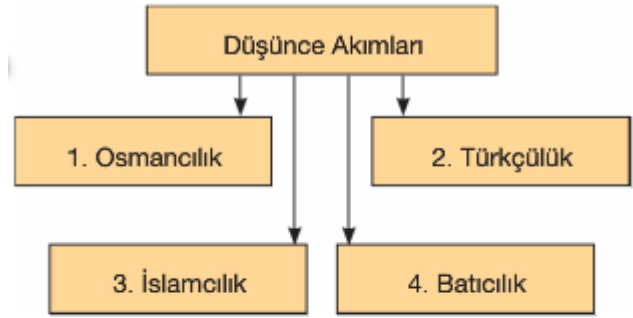 Düşünce Akımları
1. Osmancılık
2. Türkçülük
3. İslamcılık
4. Batıcılık